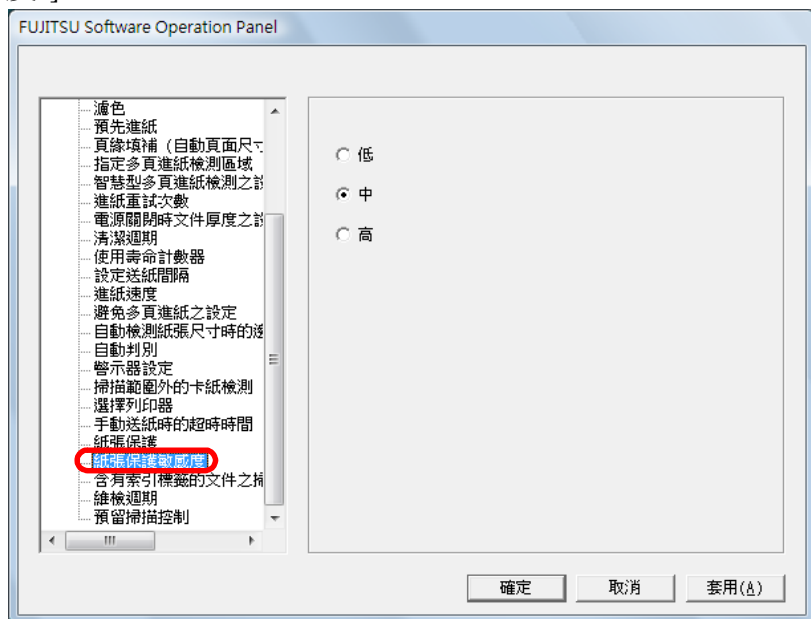 FUJITSU Software Operation Panel
濾色
預先進紙
頁緣填補（自動頁面尺寸
指定多頁進紙檢測區域
智慧型多頁進紙檢測之設
進紙重試次數
電源關閉時文件厚度之設
清潔週期
使用壽命計數器
設定送紙間隔
進紙速度
避免多頁進紙之設定
自動檢測紙張尺寸時的邊
自動判別
警示器設定
掃描範圍外的卡紙檢測
選擇列印器
手動送紙時的超時時間
紙張保護
紙張保護敏感度
含有索引標籤的文件之掃
維檢週期
預留掃描控制
低
中
高
確定 取消 套用(A)